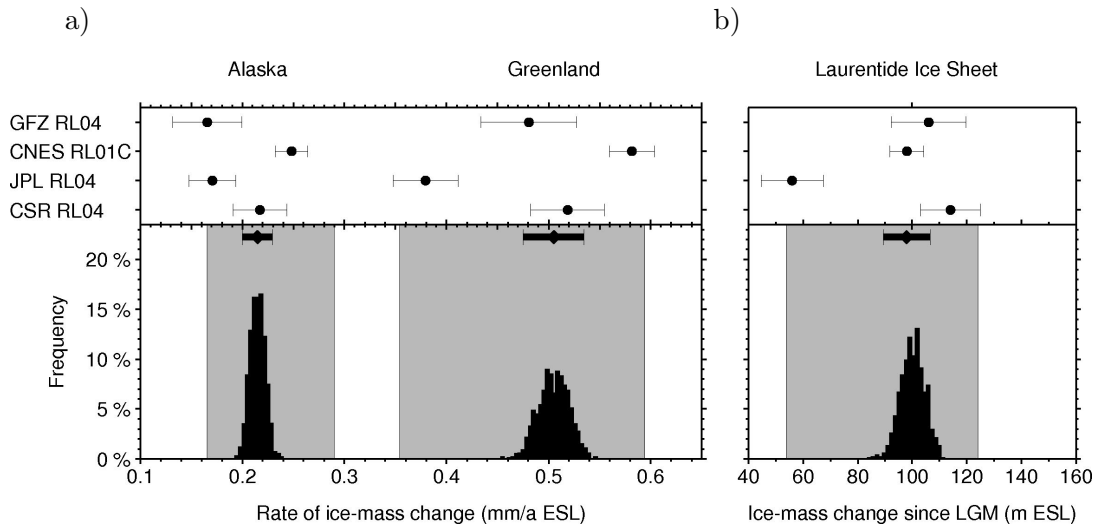 a)
b)
Alaska
Greenland
Laurentide Ice Sheet
GFZ RL04
CNES RL01C
JPL RL04
CSR RL04
20 %
15 %
10 %
5 %
0 %
Frequency
0.1 0.2 0.3 0.4 0.5 0.6
40 60 80 100 120 140 160
Rate of ice-mass change (mm/a ESL)
Ice-mass change since LGM (m ESL)